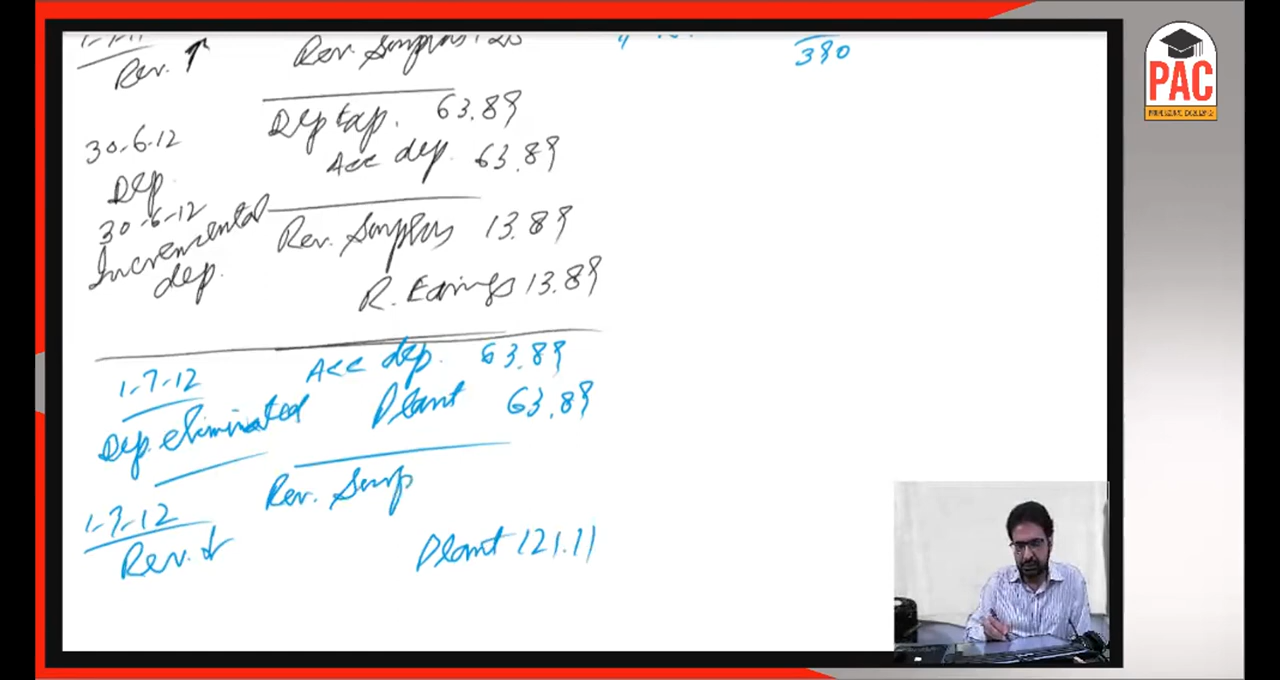 Rev. ↑
Rev. Surplus 125
390
30-6-12
Dep.
Dep Exp. 63.89
Acc dep. 63.89
30-6-12
Incremental
dep.
Rev. Surplus 13.89
R. Earnings 13.89
1-7-12
Dep. eliminated
Acc dep. 63.89
Plant 63.89
1-7-12
Rev. ↓
Rev. Surp
Plant 121.11
PAC